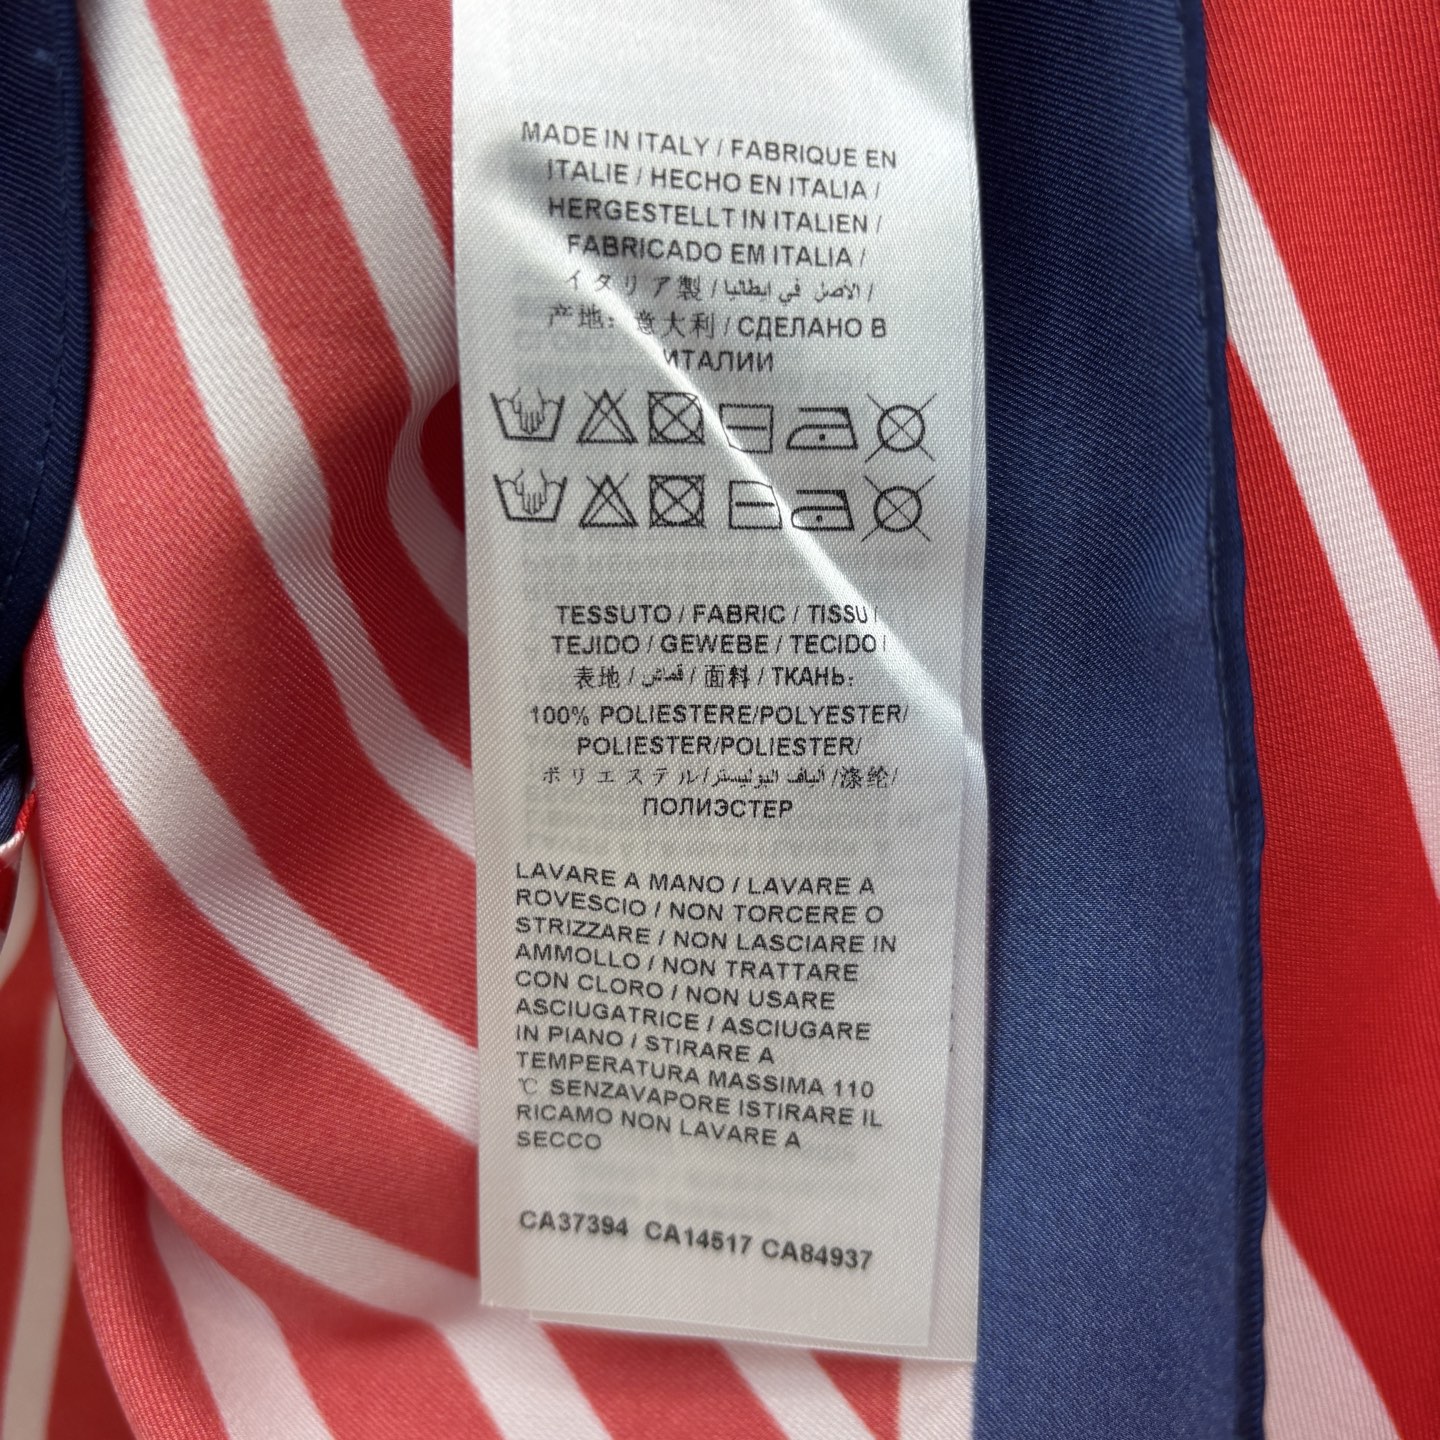 MADE IN ITALY / FABRIQUE EN
ITALIE / HECHO EN ITALIA /
HERGESTELLT IN ITALIEN /
FABRICADO EM ITALIA /
イタリア製 / الاصل في ايطاليا /
产地: 意大利 / СДЕЛАНО В
ИТАЛИИ
TESSUTO / FABRIC / TISSU /
TEJIDO / GEWEBE / TECIDO /
表地 / قماش / 面料 / ТКАНЬ:
100% POLIESTERE/POLYESTER/
POLIESTER/POLIESTER/
ポリエステル/الياف البوليستر/涤纶/
ПОЛИЭСТЕР
LAVARE A MANO / LAVARE A
ROVESCIO / NON TORCERE O
STRIZZARE / NON LASCIARE IN
AMMOLLO / NON TRATTARE
CON CLORO / NON USARE
ASCIUGATRICE / ASCIUGARE
IN PIANO / STIRARE A
TEMPERATURA MASSIMA 110
℃ SENZAVAPORE ISTIRARE IL
RICAMO NON LAVARE A
SECCO
CA37394 CA14517 CA84937